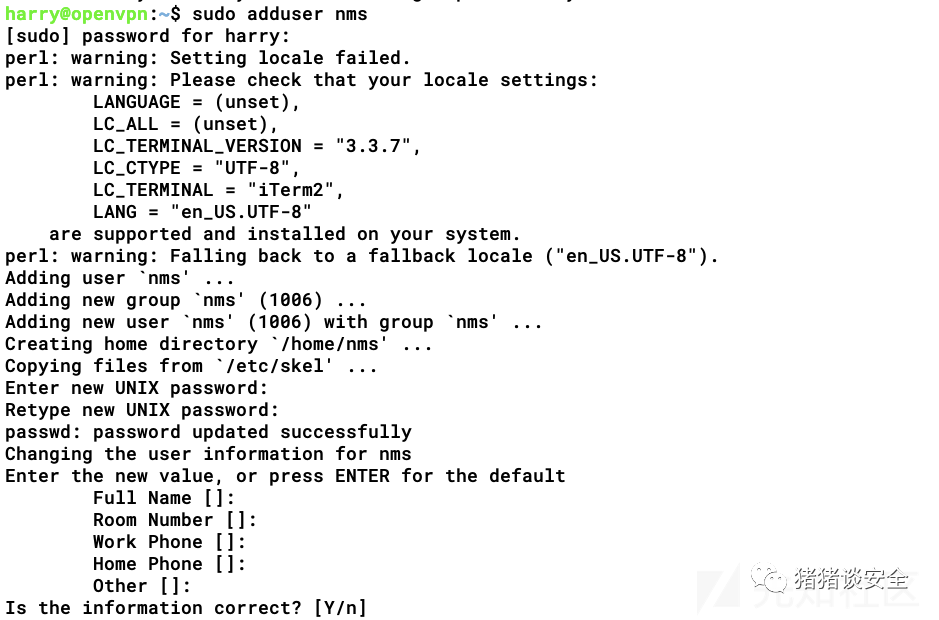 harry@openvpn:~$ sudo adduser nms
[sudo] password for harry:
perl: warning: Setting locale failed.
perl: warning: Please check that your locale settings:
        LANGUAGE = (unset),
        LC_ALL = (unset),
        LC_TERMINAL_VERSION = "3.3.7",
        LC_CTYPE = "UTF-8",
        LC_TERMINAL = "iTerm2",
        LANG = "en_US.UTF-8"
    are supported and installed on your system.
perl: warning: Falling back to a fallback locale ("en_US.UTF-8").
Adding user `nms' ...
Adding new group `nms' (1006) ...
Adding new user `nms' (1006) with group `nms' ...
Creating home directory `/home/nms' ...
Copying files from `/etc/skel' ...
Enter new UNIX password:
Retype new UNIX password:
passwd: password updated successfully
Changing the user information for nms
Enter the new value, or press ENTER for the default
        Full Name []:
        Room Number []:
        Work Phone []:
        Home Phone []:
        Other []:
猪猪谈安全
Is the information correct? [Y/n]